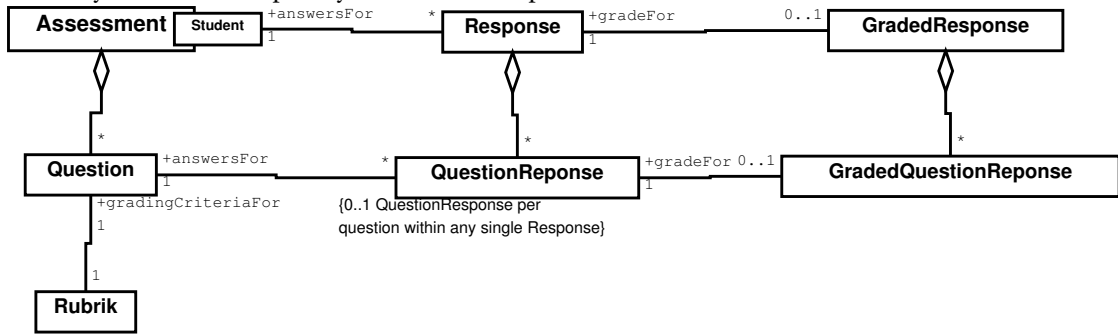 Assessment
Student
+answersFor
1
*
Response
+gradeFor
1
0..1
GradedResponse
*
*
*
Question
+answersFor
1
*
QuestionReponse
+gradeFor
1
0..1
GradedQuestionReponse
+gradingCriteriaFor
1
{0..1 QuestionResponse per
question within any single Response}
1
Rubrik